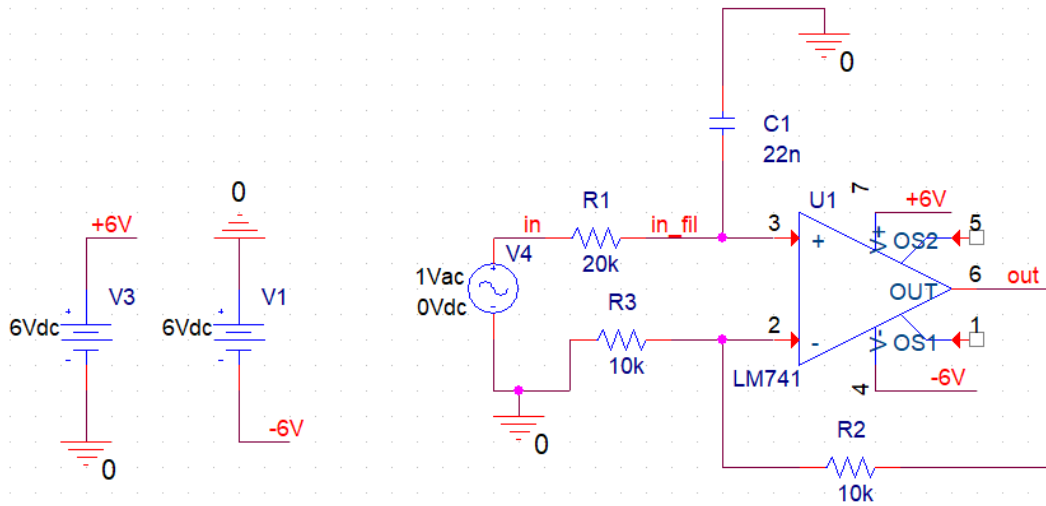 0
C1
22n
0
+6V
V3
6Vdc
0
V1
6Vdc
-6V
0
in
R1
20k
in_fil
V4
1Vac
0Vdc
R3
10k
0
7
U1
+6V
3
+
V+
OS2
5
6
out
OUT
2
-
V-
OS1
1
LM741
4
-6V
R2
10k